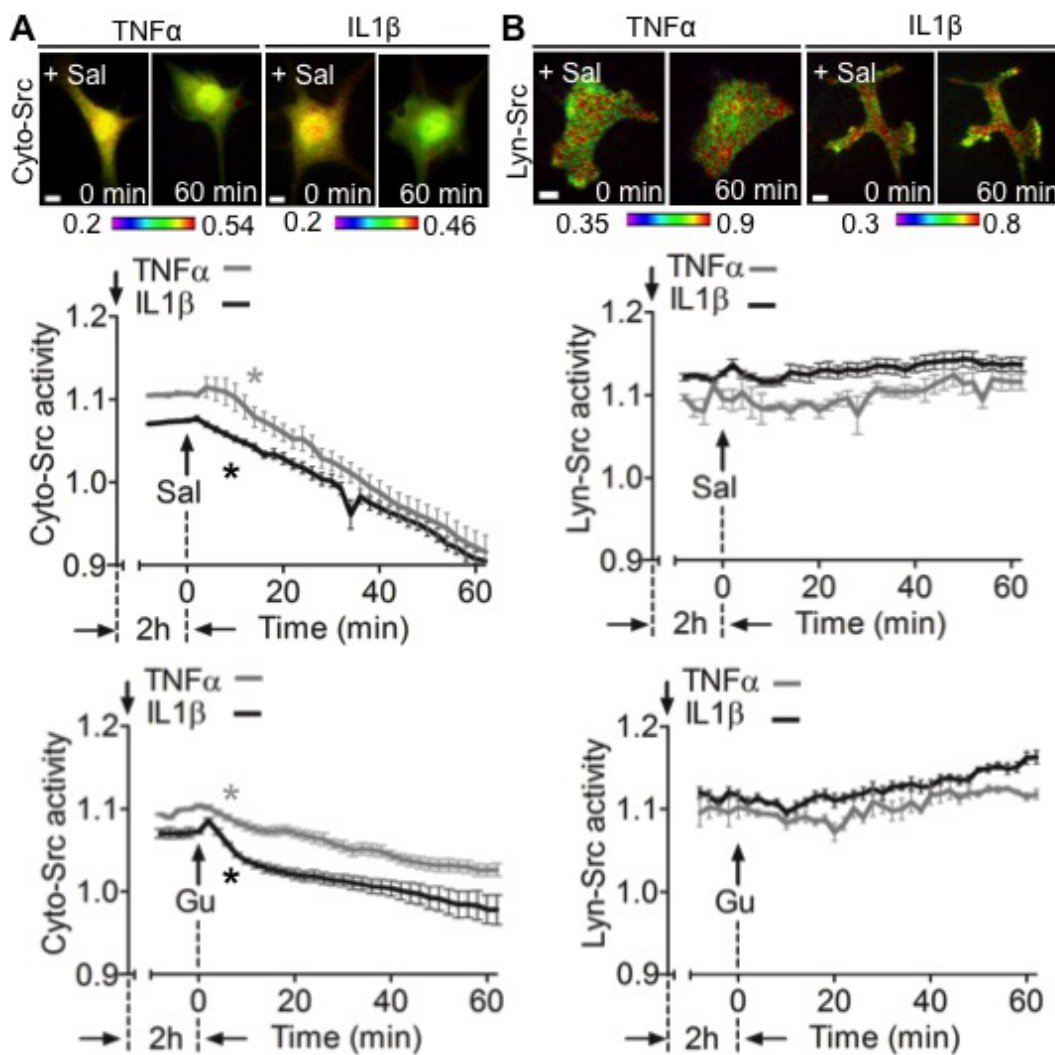 A TNFα IL1β
Cyto-Src
+ Sal + Sal
0 min 60 min 0 min 60 min
0.2 0.54 0.2 0.46
B TNFα IL1β
Lyn-Src
+ Sal + Sal
0 min 60 min 0 min 60 min
0.35 0.9 0.3 0.8
TNFα
IL1β
Cyto-Src activity
1.2
1.1
1.0
0.9
* *
Sal
0 20 40 60
2h Time (min)
TNFα
IL1β
Lyn-Src activity
1.2
1.1
1.0
0.9
Sal
0 20 40 60
2h Time (min)
TNFα
IL1β
Cyto-Src activity
1.2
1.1
1.0
0.9
* *
Gu
0 20 40 60
2h Time (min)
TNFα
IL1β
Lyn-Src activity
1.2
1.1
1.0
0.9
Gu
0 20 40 60
2h Time (min)